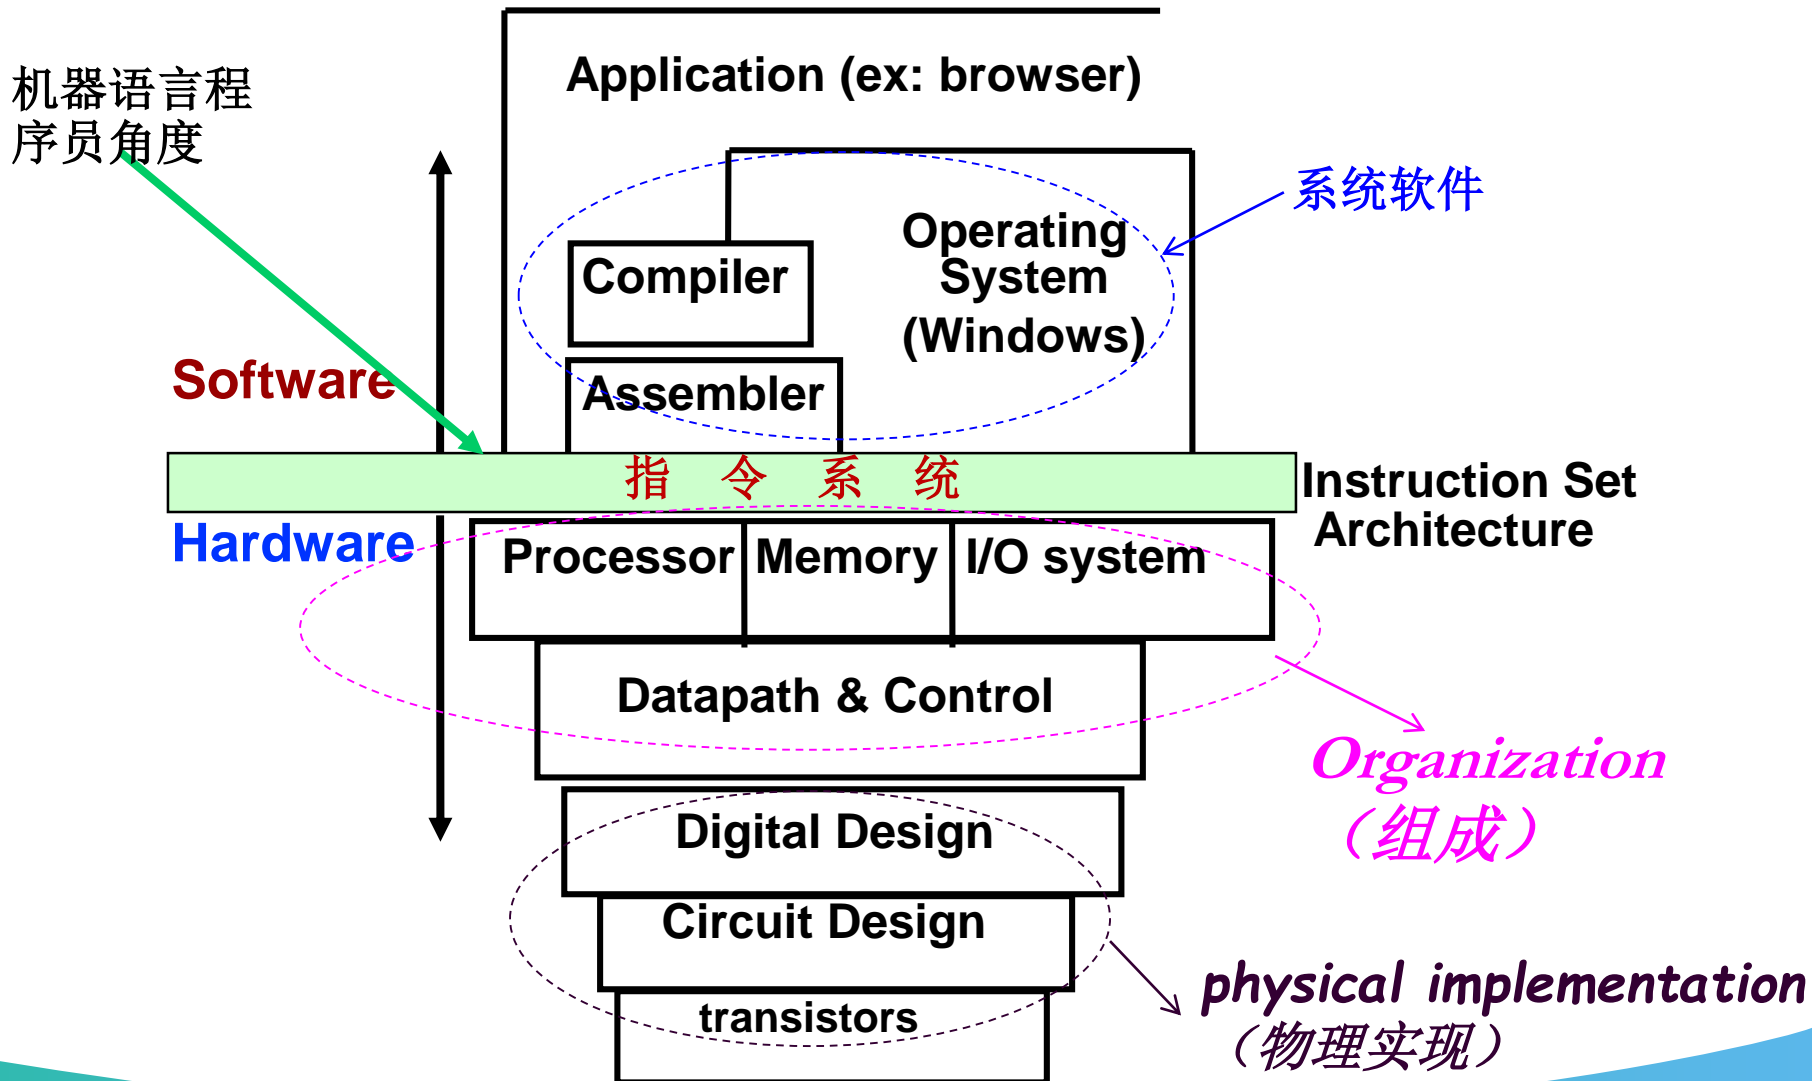 Application (ex: browser)
机器语言程
序员角度
系统软件
Operating
System
(Windows)
Compiler
Assembler
Software
指 令 系 统
Instruction Set
Architecture
Hardware
Processor
Memory
I/O system
Datapath & Control
Organization
（组成）
Digital Design
Circuit Design
transistors
physical implementation
（物理实现）